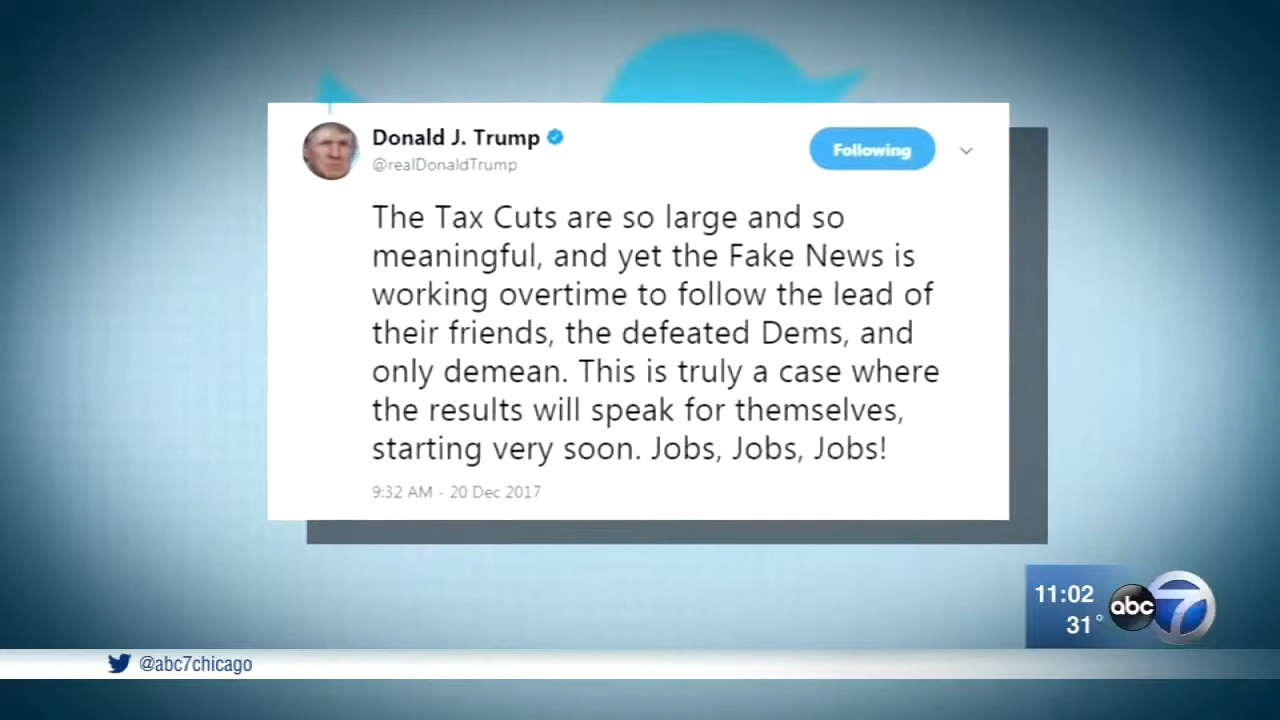 Donald J. Trump
@realDonaldTrump
Following
The Tax Cuts are so large and so
meaningful, and yet the Fake News is
working overtime to follow the lead of
their friends, the defeated Dems, and
only demean. This is truly a case where
the results will speak for themselves,
starting very soon. Jobs, Jobs, Jobs!
9:32 AM - 20 Dec 2017
11:02
31°
abc 7
@abc7chicago